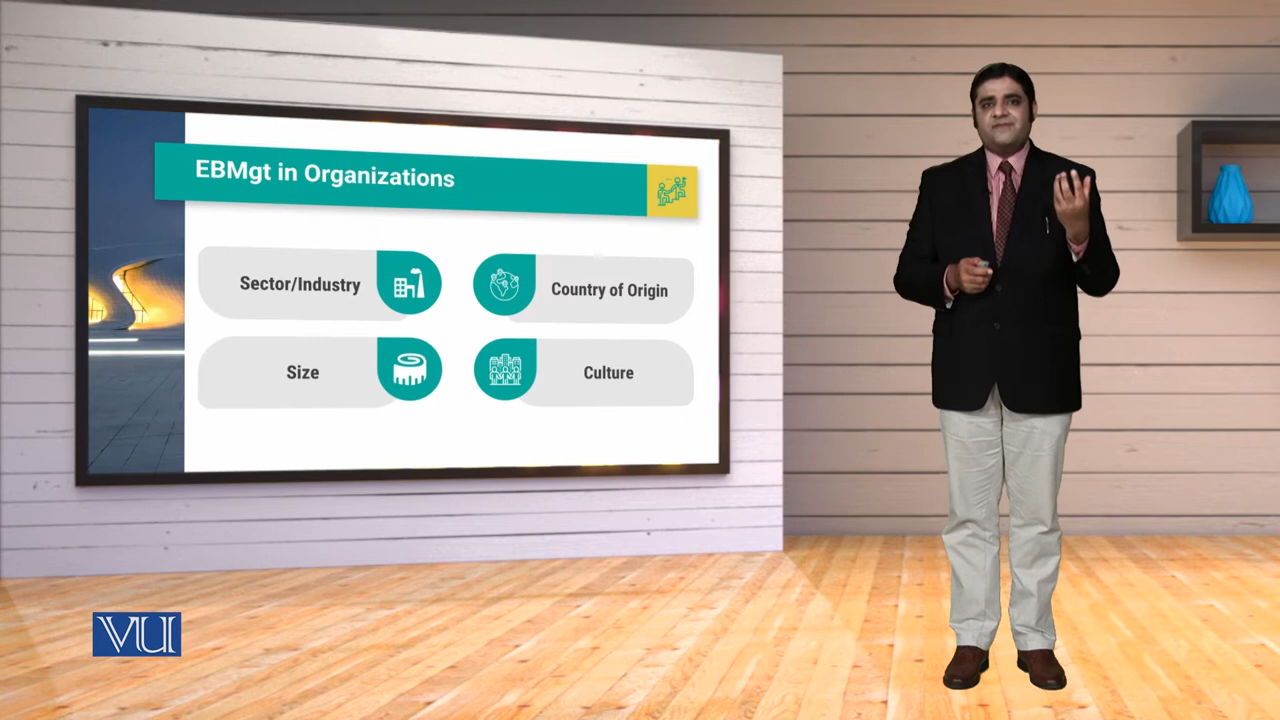 EBMgt in Organizations
Sector/Industry
Country of Origin
Size
Culture
VU